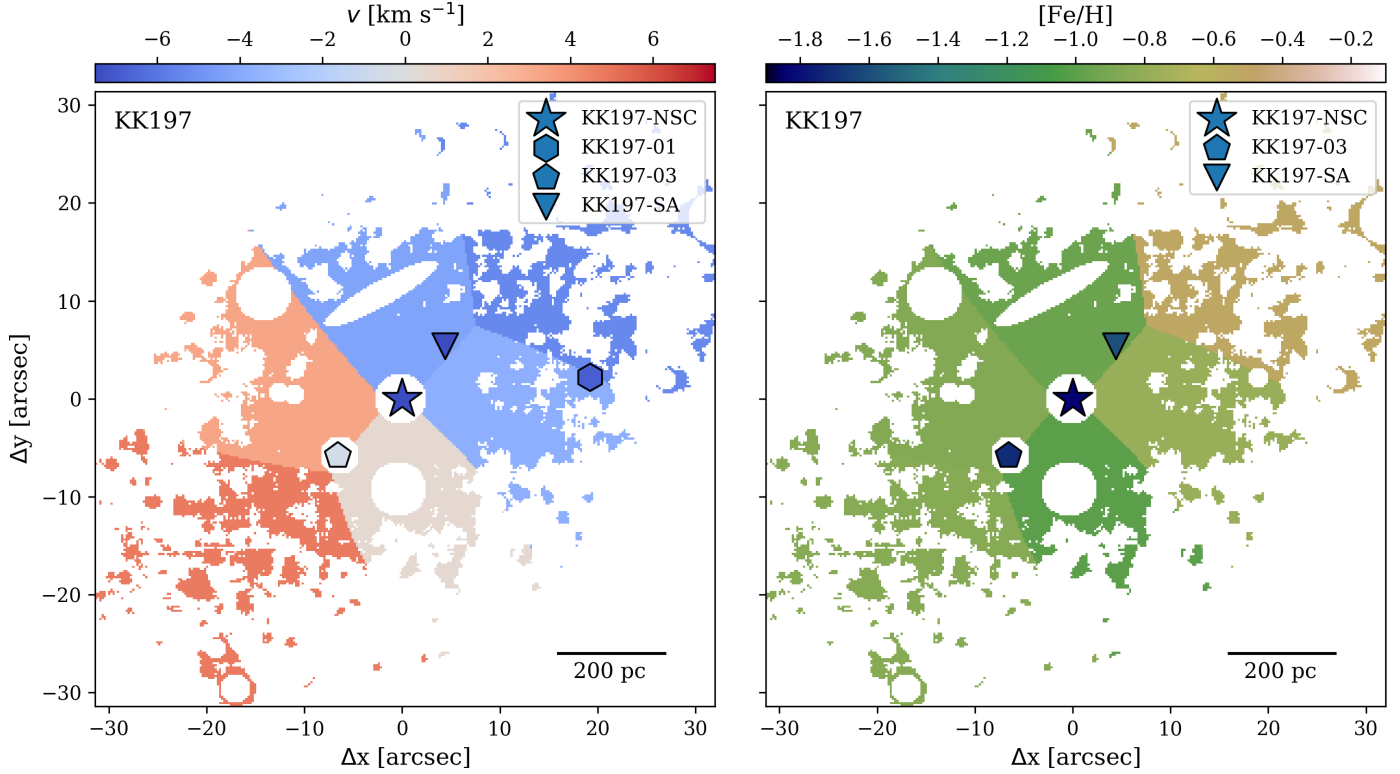 v [km s⁻¹]
−6 −4 −2 0 2 4 6
KK197
KK197-NSC
KK197-01
KK197-03
KK197-SA
30
20
10
0
−10
−20
−30
Δy [arcsec]
200 pc
−30 −20 −10 0 10 20 30
Δx [arcsec]
[Fe/H]
−1.8 −1.6 −1.4 −1.2 −1.0 −0.8 −0.6 −0.4 −0.2
KK197
KK197-NSC
KK197-03
KK197-SA
200 pc
−30 −20 −10 0 10 20 30
Δx [arcsec]